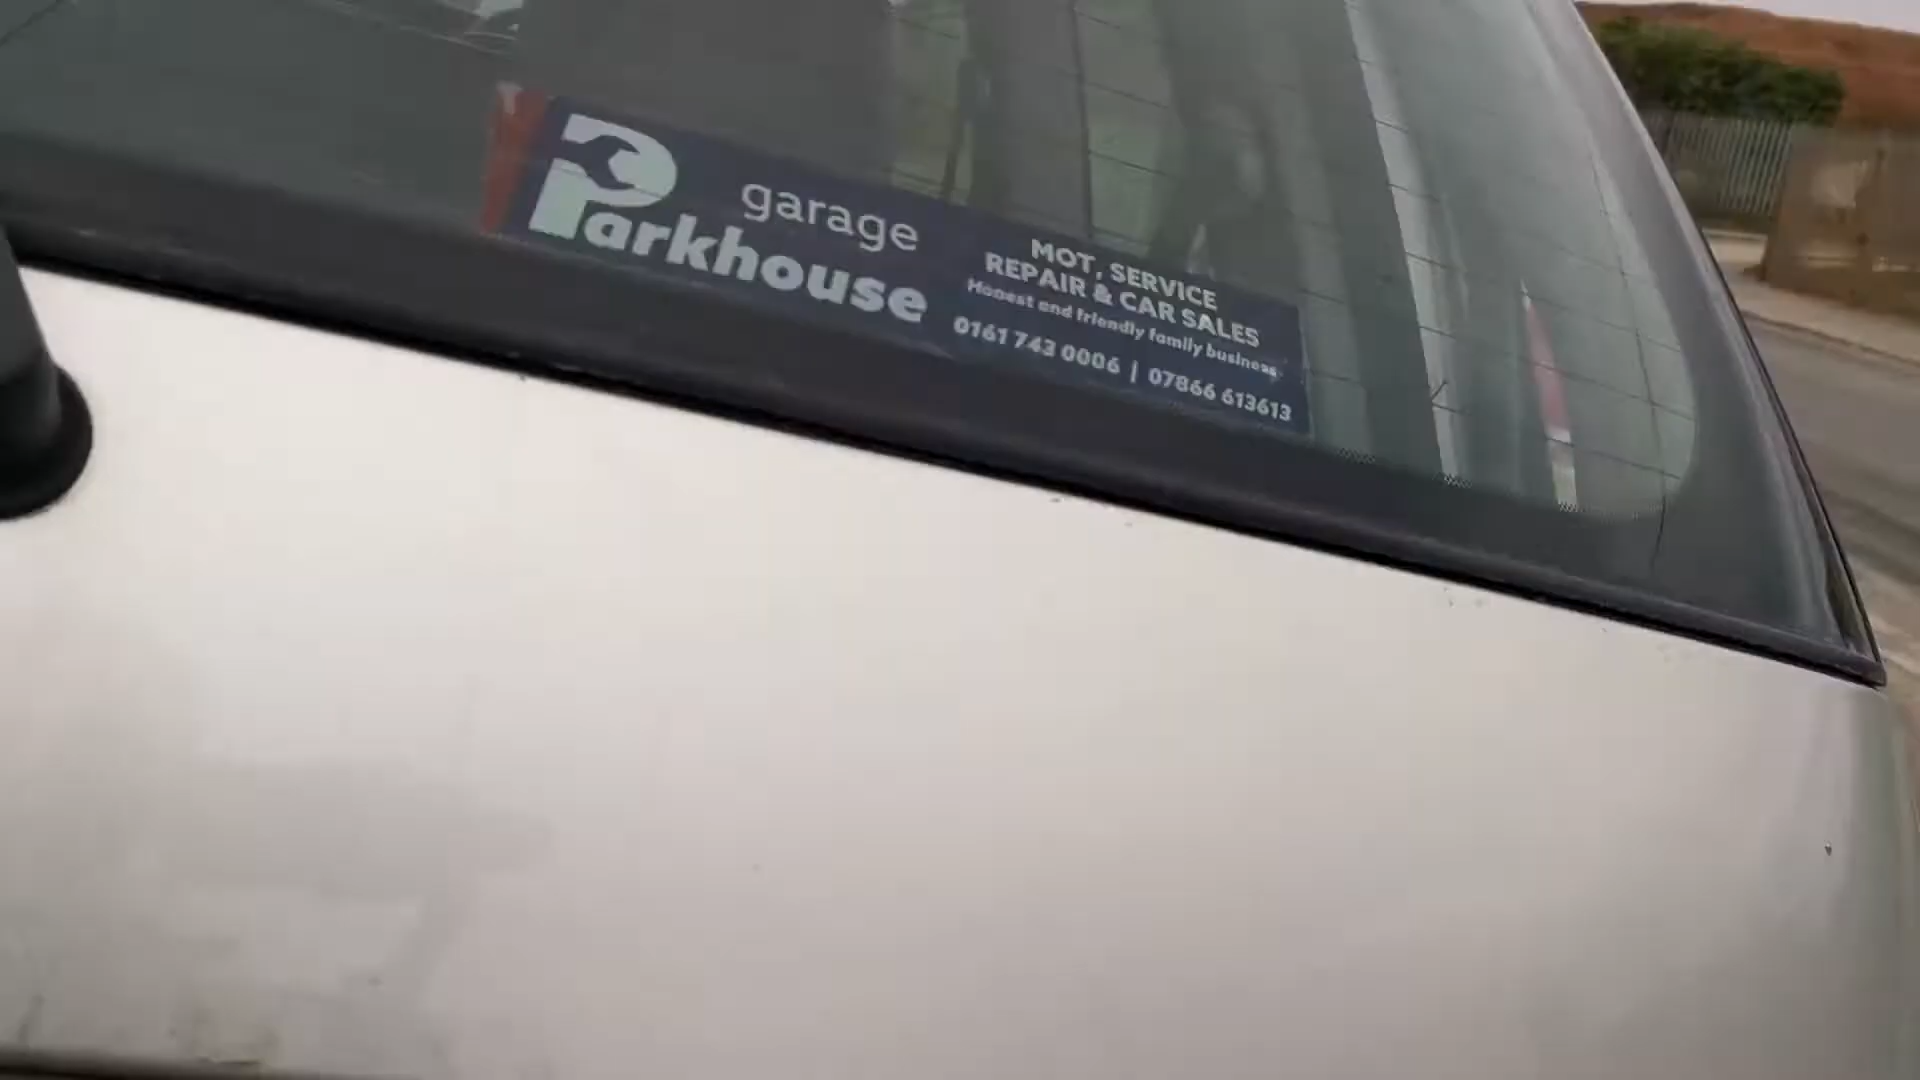 garage
Parkhouse
MOT, SERVICE
REPAIR & CAR SALES
Honest and friendly family business
0161 743 0006 | 07866 613613